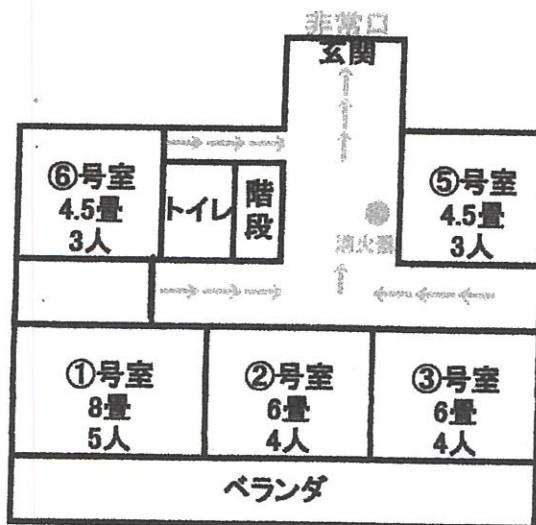 非常口
玄関
⑥号室
4.5畳
3人
トイレ
階段
⑤号室
4.5畳
3人
消火器
①号室
8畳
5人
②号室
6畳
4人
③号室
6畳
4人
ベランダ